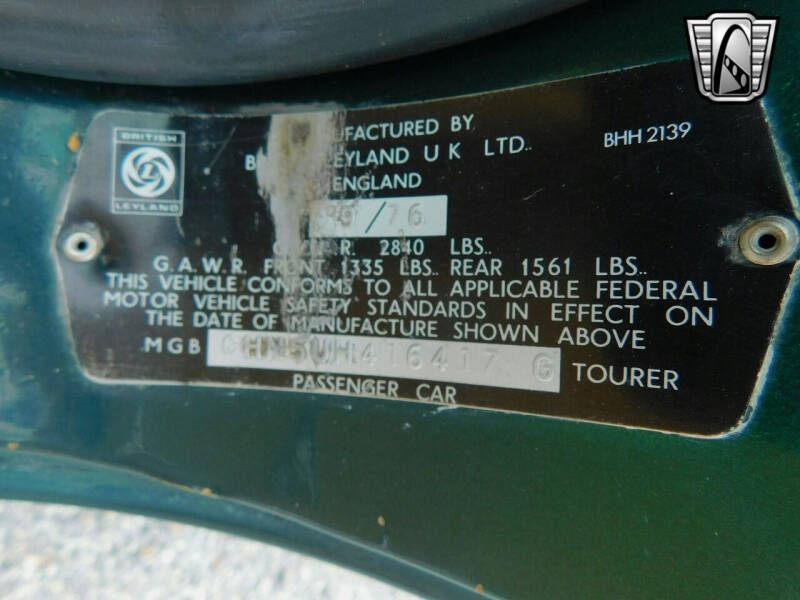 BRITISH
LEYLAND
BHH 2139
UFACTURED BY
B LEYLAND U K LTD..
ENGLAND
9/76
R. 2840 LBS..
G.A.W.R. FRONT 1335 LBS.. REAR 1561 LBS..
THIS VEHICLE CONFORMS TO ALL APPLICABLE FEDERAL
MOTOR VEHICLE SAFETY STANDARDS IN EFFECT ON
THE DATE OF MANUFACTURE SHOWN ABOVE
MGB GHN5UH416417 G TOURER
PASSENGER CAR